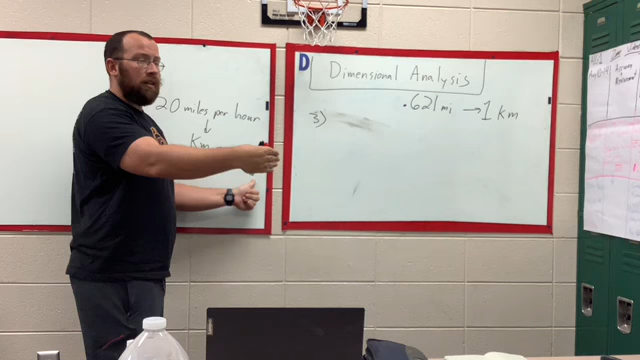 20 miles per hour
↓
Km
D
Dimensional Analysis
.621 mi → 1 Km
3)